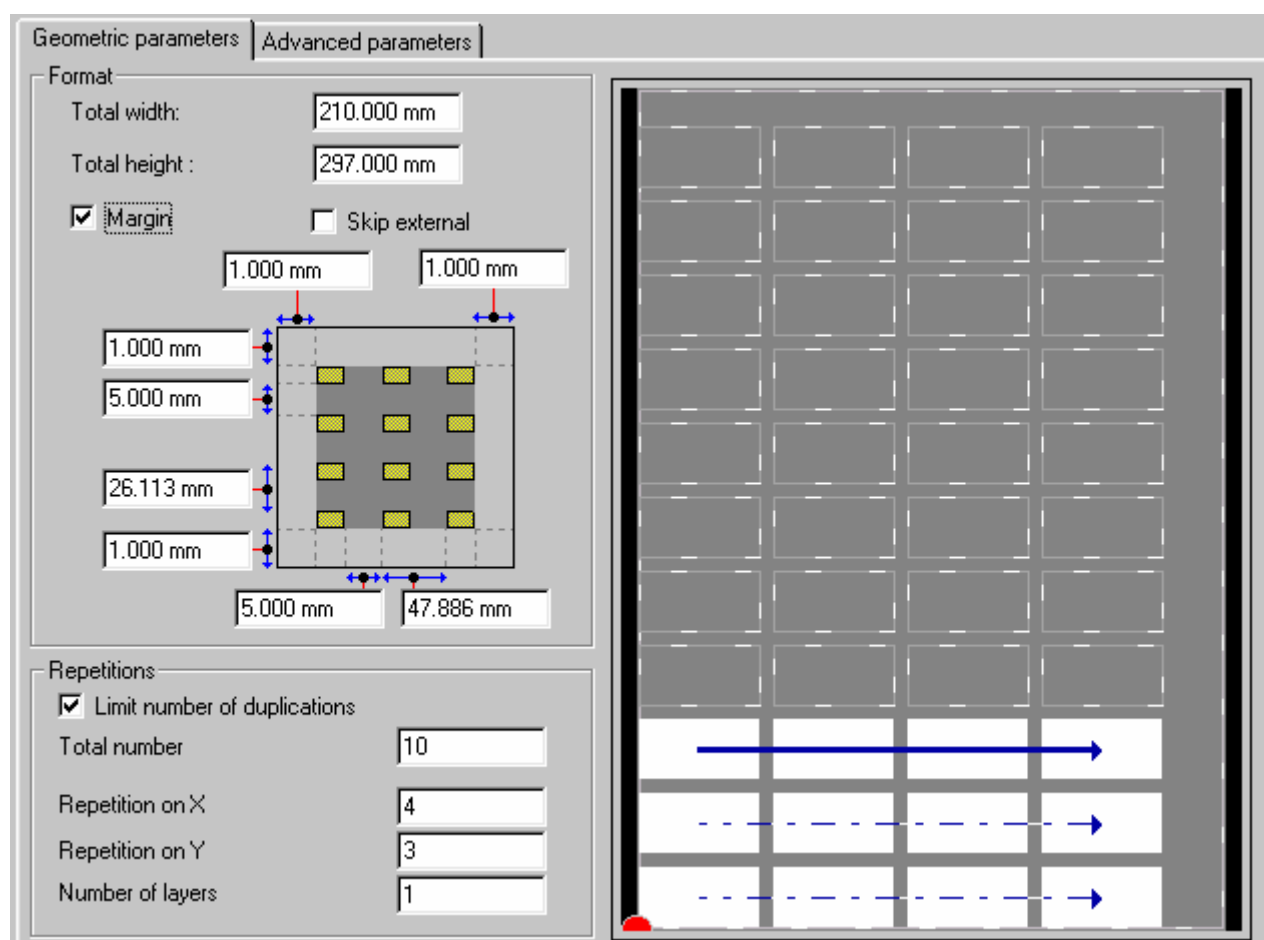 Geometric parameters Advanced parameters
Format
Total width: 210.000 mm
Total height : 297.000 mm
Margin Skip external
1.000 mm 1.000 mm
1.000 mm
5.000 mm
26.113 mm
1.000 mm
5.000 mm 47.886 mm
Repetitions
Limit number of duplications
Total number 10
Repetition on X 4
Repetition on Y 3
Number of layers 1